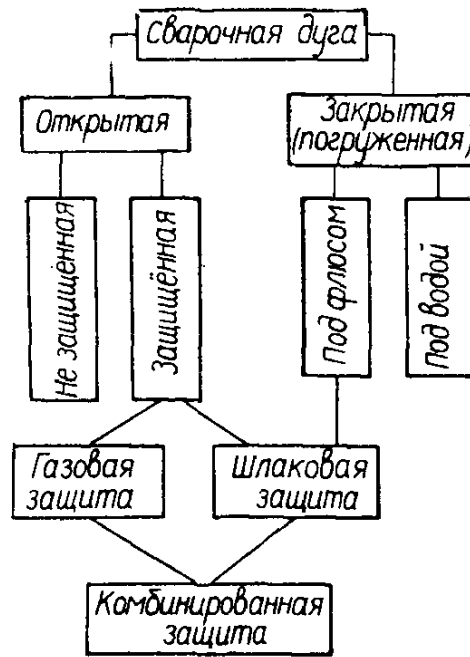 Сварочная дуга
Открытая
Закрытая
(погруженная)
Не защищённая
Защищённая
Под флюсом
Под водой
Газовая
защита
Шлаковая
защита
Комбинированная
защита